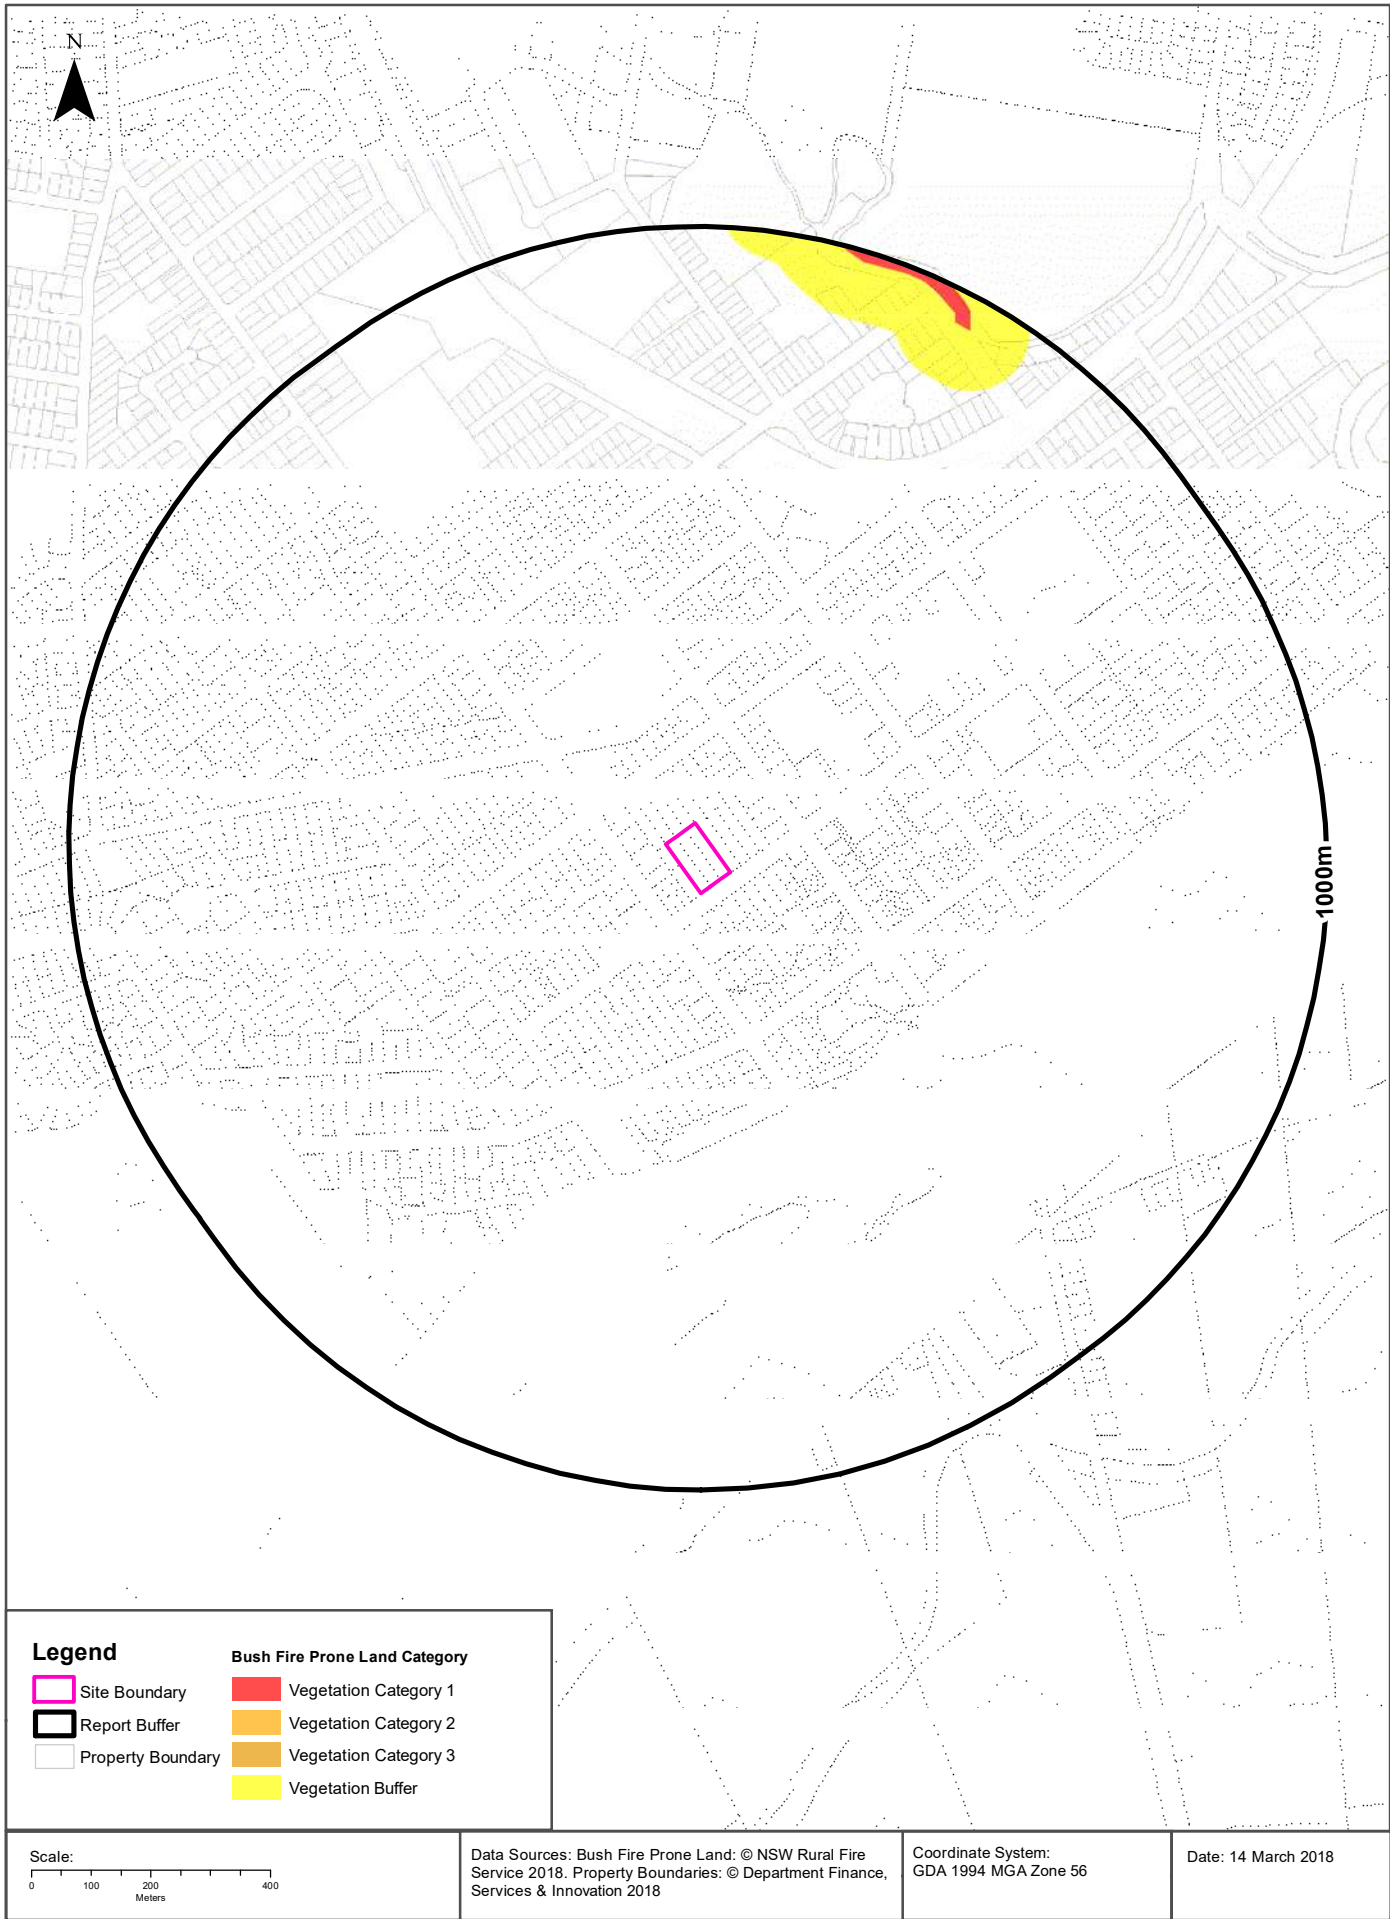 N
1000m
Legend
Site Boundary
Report Buffer
Property Boundary
Bush Fire Prone Land Category
Vegetation Category 1
Vegetation Category 2
Vegetation Category 3
Vegetation Buffer
Scale:
0 100 200 400
Meters
Data Sources: Bush Fire Prone Land: © NSW Rural Fire
Service 2018. Property Boundaries: © Department Finance,
Services & Innovation 2018
Coordinate System:
GDA 1994 MGA Zone 56
Date: 14 March 2018